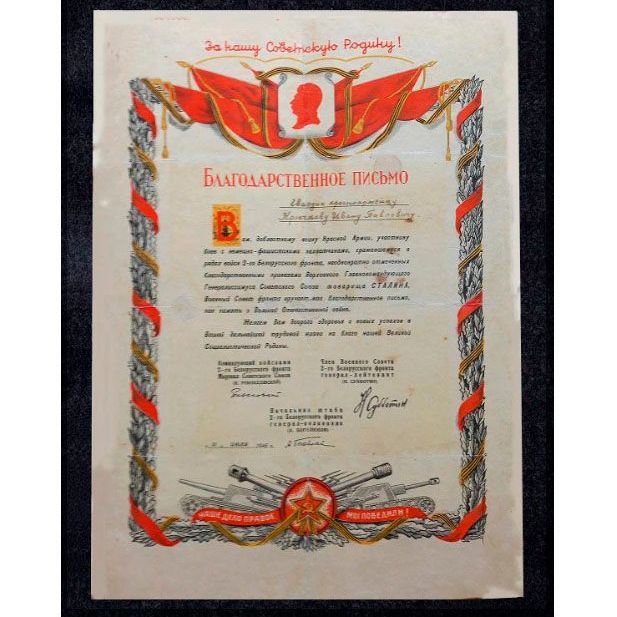 За нашу Советскую Родину!
БЛАГОДАРСТВЕННОЕ ПИСЬМО
Гвардии
Ивану Павловичу.
Вам, доблестному воину Красной Армии, участнику
боев с немецко-фашистскими захватчиками, сражавшемуся в
рядах войск 2-го Белорусского фронта, неоднократно отмеченных
благодарственными приказами Верховного Главнокомандующего
Генералиссимуса Советского Союза товарища СТАЛИНА,
Военный Совет фронта вручает это благодарственное письмо,
как память о Великой Отечественной войне.
Желаем Вам доброго здоровья и новых успехов в
Вашей дальнейшей трудовой жизни на благо нашей Великой
Социалистической Родины.
Командующий войсками
2-го Белорусского фронта
Маршал Советского Союза
(К. РОКОССОВСКИЙ)
Член Военного Совета
2-го Белорусского фронта
генерал-лейтенант
(Н. СУББОТИН)
Н Субботин
Начальник штаба
2-го Белорусского фронта
генерал-полковник
(А. БОГОЛЮБОВ)
НАШЕ ДЕЛО ПРАВОЕ
МЫ ПОБЕДИЛИ!